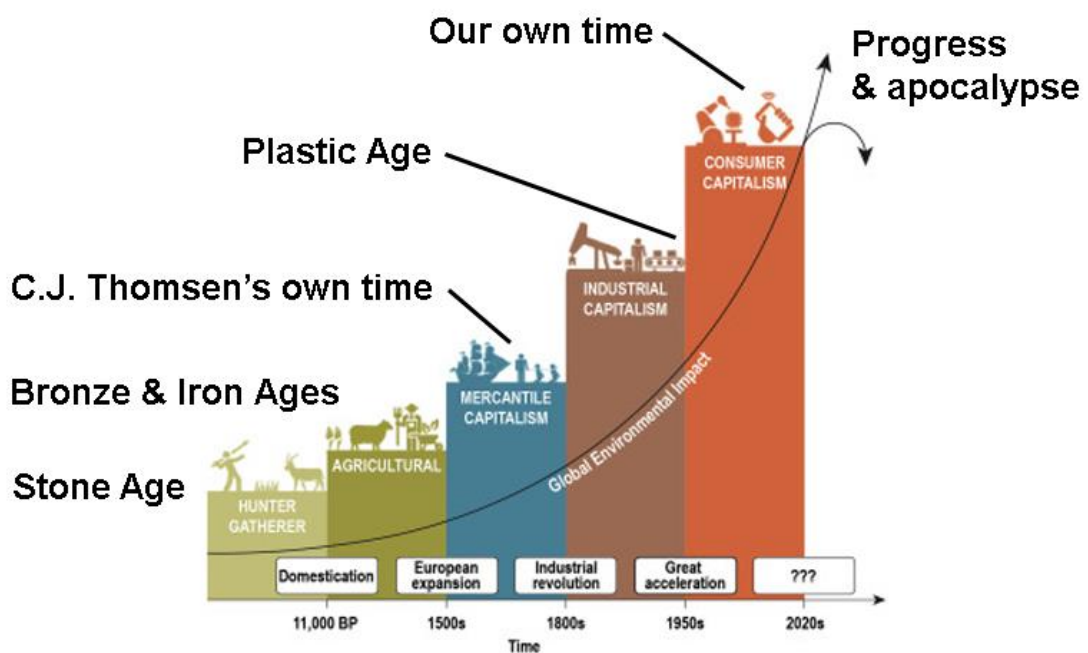 Our own time
Progress
& apocalypse
Plastic Age
CONSUMER
CAPITALISM
C.J. Thomsen's own time
INDUSTRIAL
CAPITALISM
Bronze & Iron Ages
MERCANTILE
CAPITALISM
AGRICULTURAL
Stone Age
HUNTER
GATHERER
Global Environmental Impact
Domestication
European
expansion
Industrial
revolution
Great
acceleration
???
11,000 BP
1500s
1800s
1950s
2020s
Time